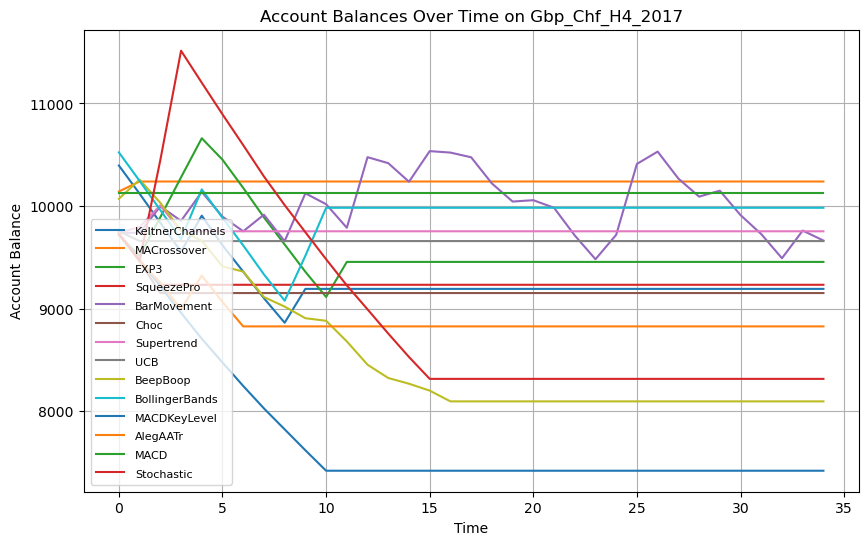 Account Balances Over Time on Gbp_Chf_H4_2017
Account Balance
11000
10000
9000
8000
KeltnerChannels
MACrossover
EXP3
SqueezePro
BarMovement
Choc
Supertrend
UCB
BeepBoop
BollingerBands
MACDKeyLevel
AlegAATr
MACD
Stochastic
0 5 10 15 20 25 30 35
Time